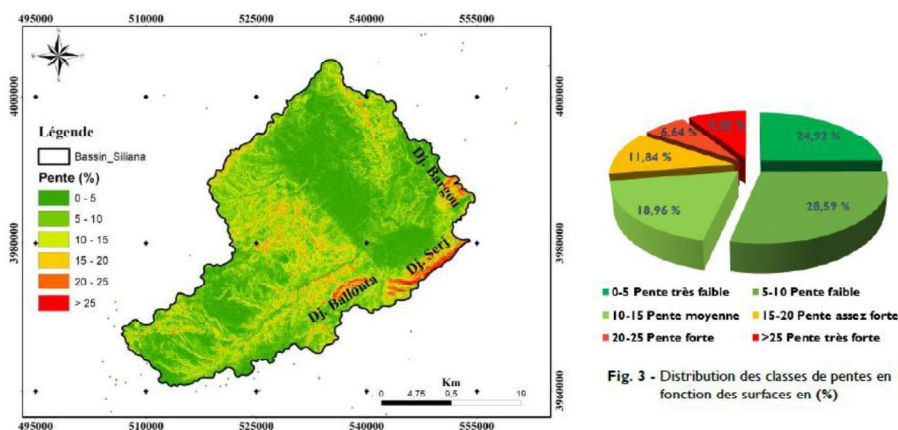 495000 510000 525000 540000 555000
4000000
3980000
3960000
N
Légende
Bassin_Siliana
Pente (%)
0 - 5
5 - 10
10 - 15
15 - 20
20 - 25
> 25
Dj. Bargou
Dj. Serj
Dj. Ballouta
Km
0 4,75 0,5 10
4000000
3980000
3960000
495000 510000 525000 540000 555000
24,92 %
28,59 %
18,96 %
11,84 %
6,64 %
0-5 Pente très faible
5-10 Pente faible
10-15 Pente moyenne
15-20 Pente assez forte
20-25 Pente forte
>25 Pente très forte
Fig. 3 - Distribution des classes de pentes en
fonction des surfaces en (%)